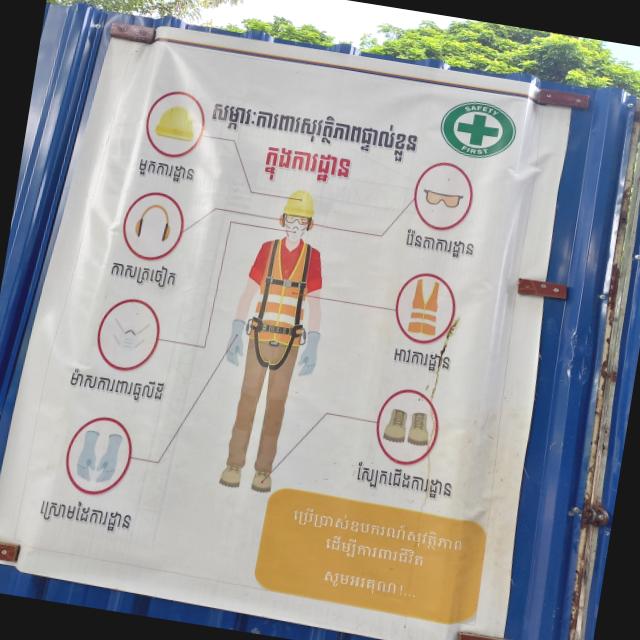 សម្ភារៈការពារសុវត្ថិភាពផ្ទាល់ខ្លួន
ក្នុងការដ្ឋាន
SAFETY
FIRST
មួកការដ្ឋាន
កាសត្រចៀក
ម៉ាសការពារធូលីដី
ស្រោមដៃការដ្ឋាន
វ៉ែនតាការដ្ឋាន
អាវការដ្ឋាន
ស្បែកជើងការដ្ឋាន
ប្រើប្រាស់ឧបករណ៍សុវត្ថិភាព
ដើម្បីការពារជីវិត
សូមអរគុណ!...